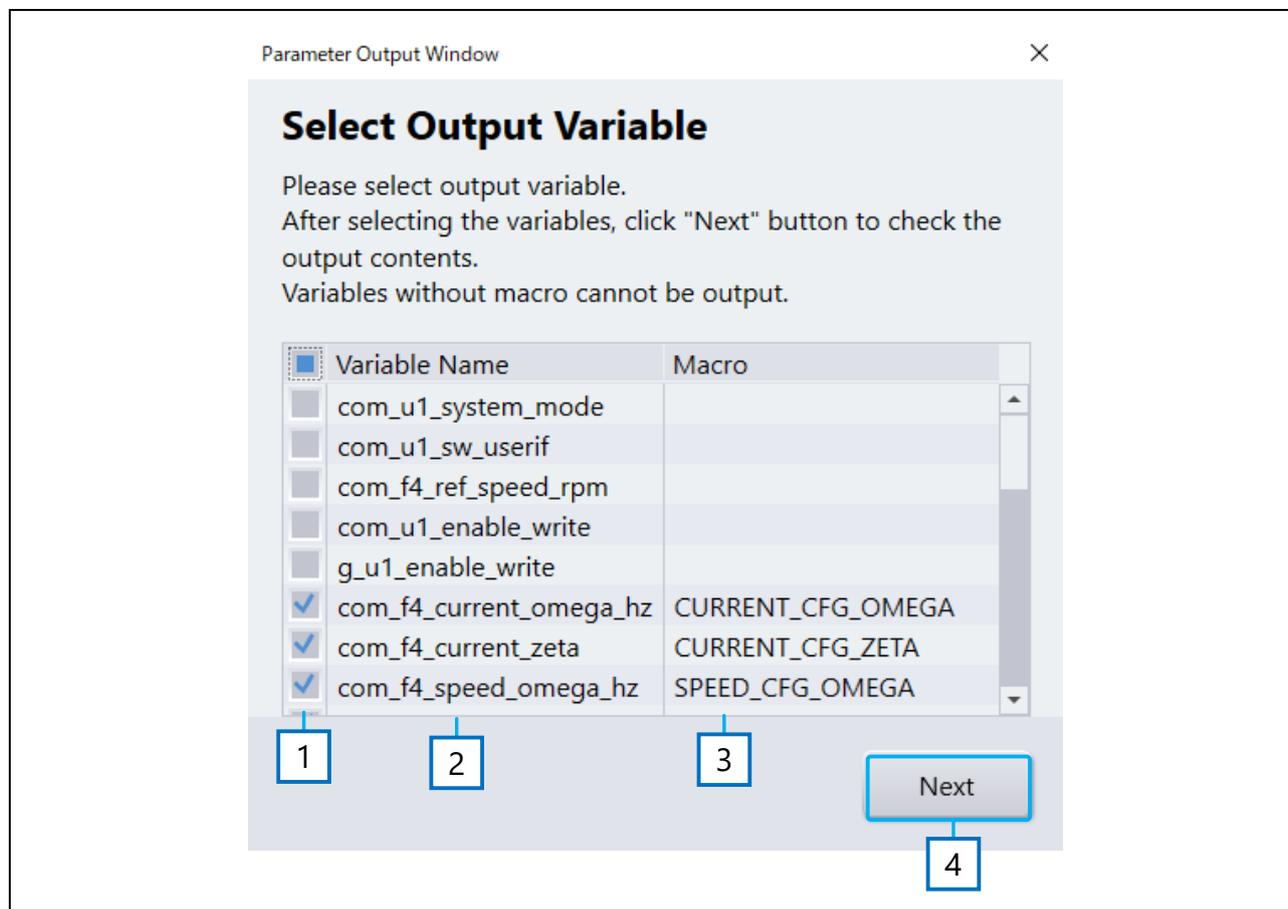 Parameter Output Window
Select Output Variable
Please select output variable.
After selecting the variables, click "Next" button to check the
output contents.
Variables without macro cannot be output.
Variable Name Macro
com_u1_system_mode
com_u1_sw_userif
com_f4_ref_speed_rpm
com_u1_enable_write
g_u1_enable_write
com_f4_current_omega_hz CURRENT_CFG_OMEGA
com_f4_current_zeta CURRENT_CFG_ZETA
com_f4_speed_omega_hz SPEED_CFG_OMEGA
1 2 3
Next
4